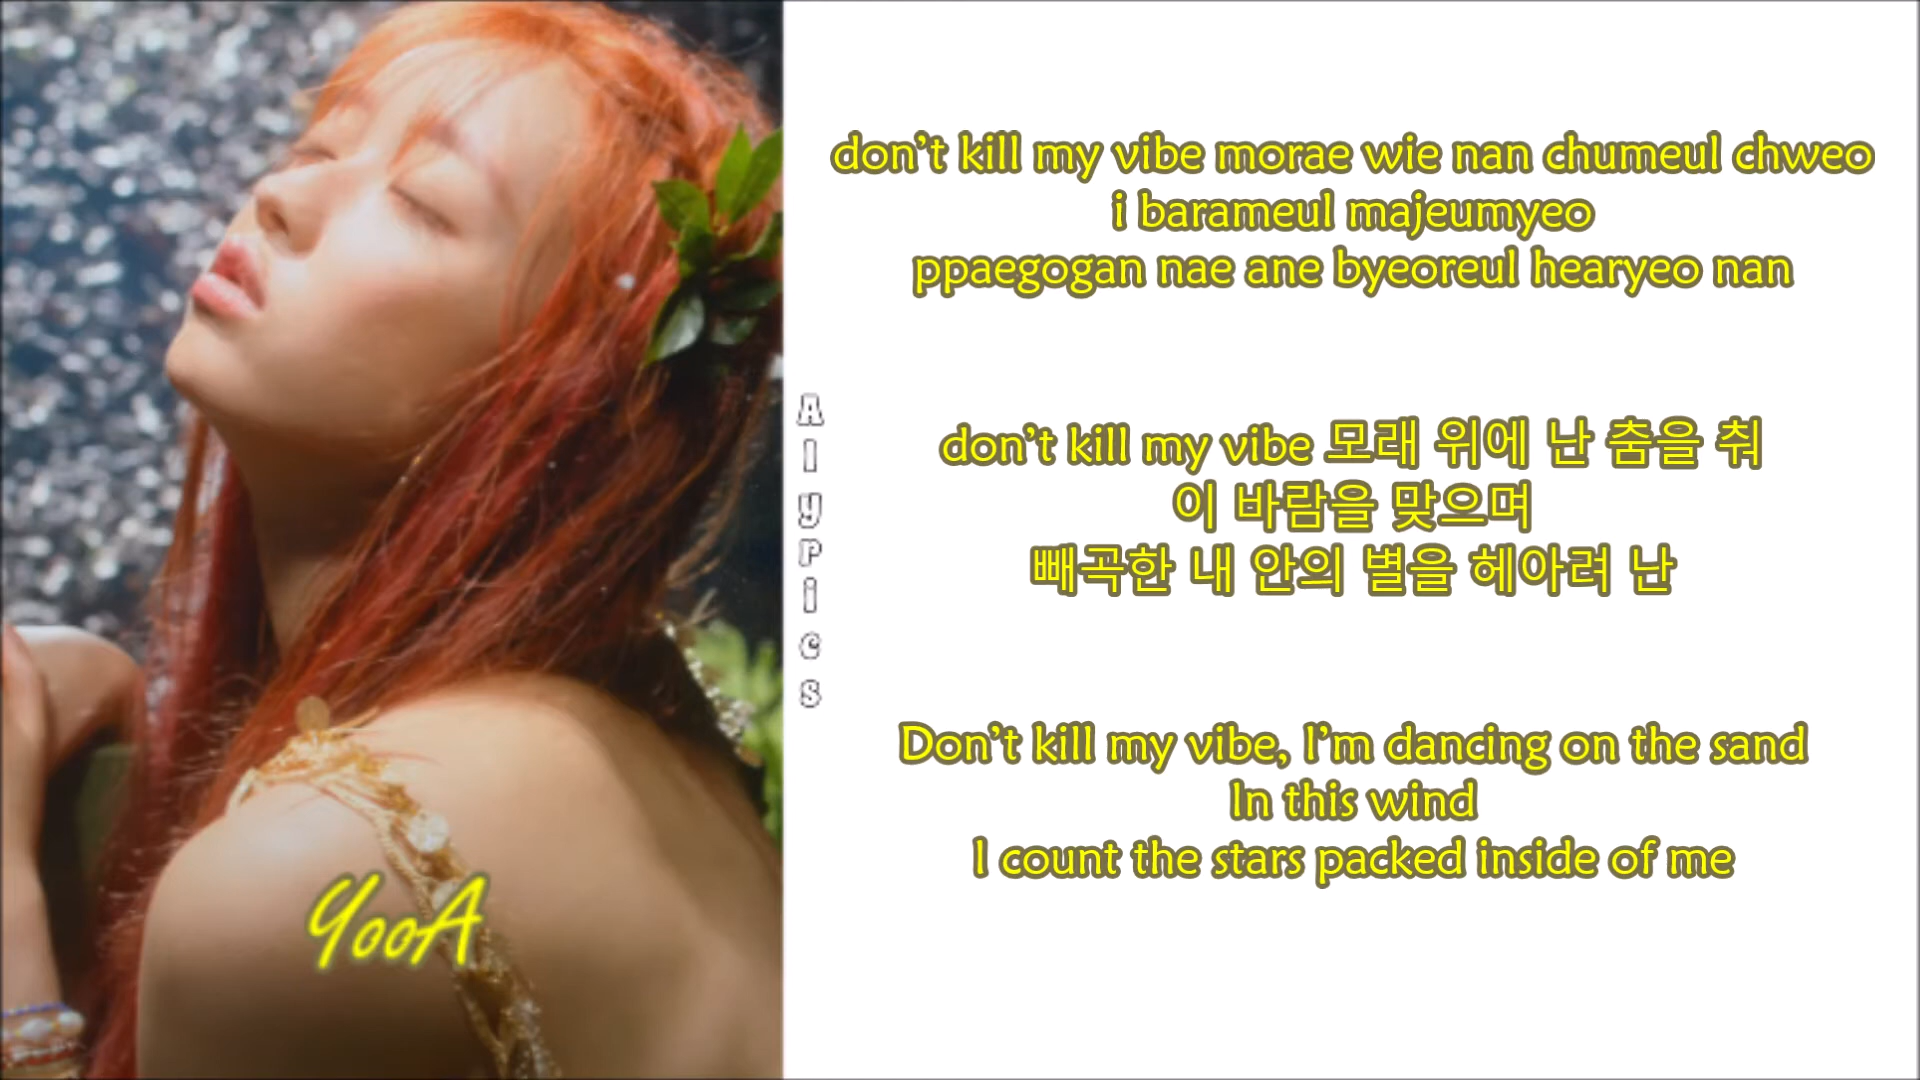 don't kill my vibe morae wie nan chumeul chweo
i barameul majeumyeo
ppaegogan nae ane byeoreul hearyeo nan
don't kill my vibe 모래 위에 난 춤을 춰
이 바람을 맞으며
빼곡한 내 안의 별을 헤아려 난
Don't kill my vibe, I'm dancing on the sand
In this wind
I count the stars packed inside of me
AlyPics
YooA